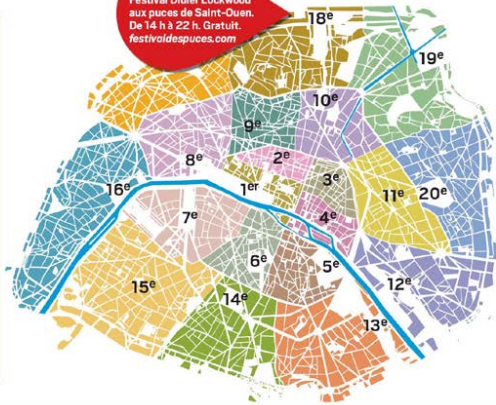 Festival Didier Lockwood
aux puces de Saint-Ouen.
De 14 h à 22 h. Gratuit.
festivaldespuces.com
18e
19e
10e
9e
2e
8e
3e
16e
1er
11e
20e
7e
4e
6e
5e
12e
15e
14e
13e